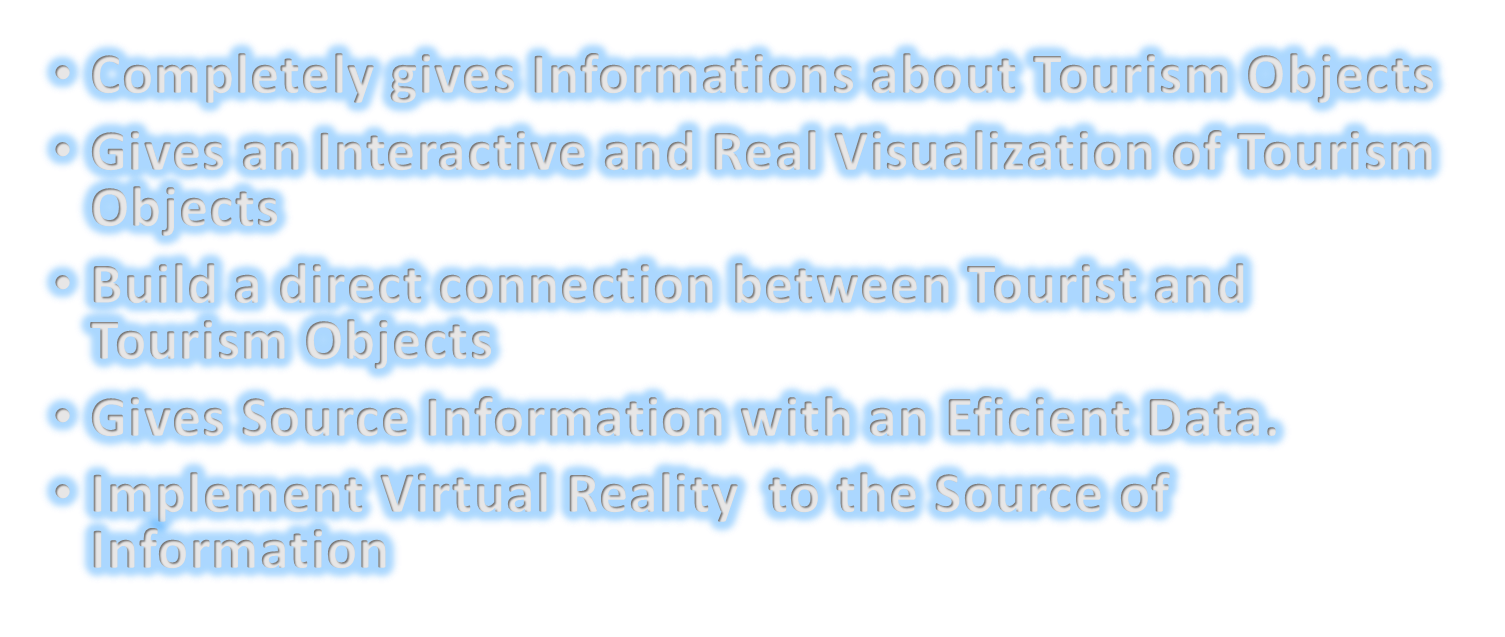 • Completely gives Informations about Tourism Objects
• Gives an Interactive and Real Visualization of Tourism
Objects
• Build a direct connection between Tourist and
Tourism Objects
• Gives Source Information with an Eficient Data.
• Implement Virtual Reality  to the Source of
Information